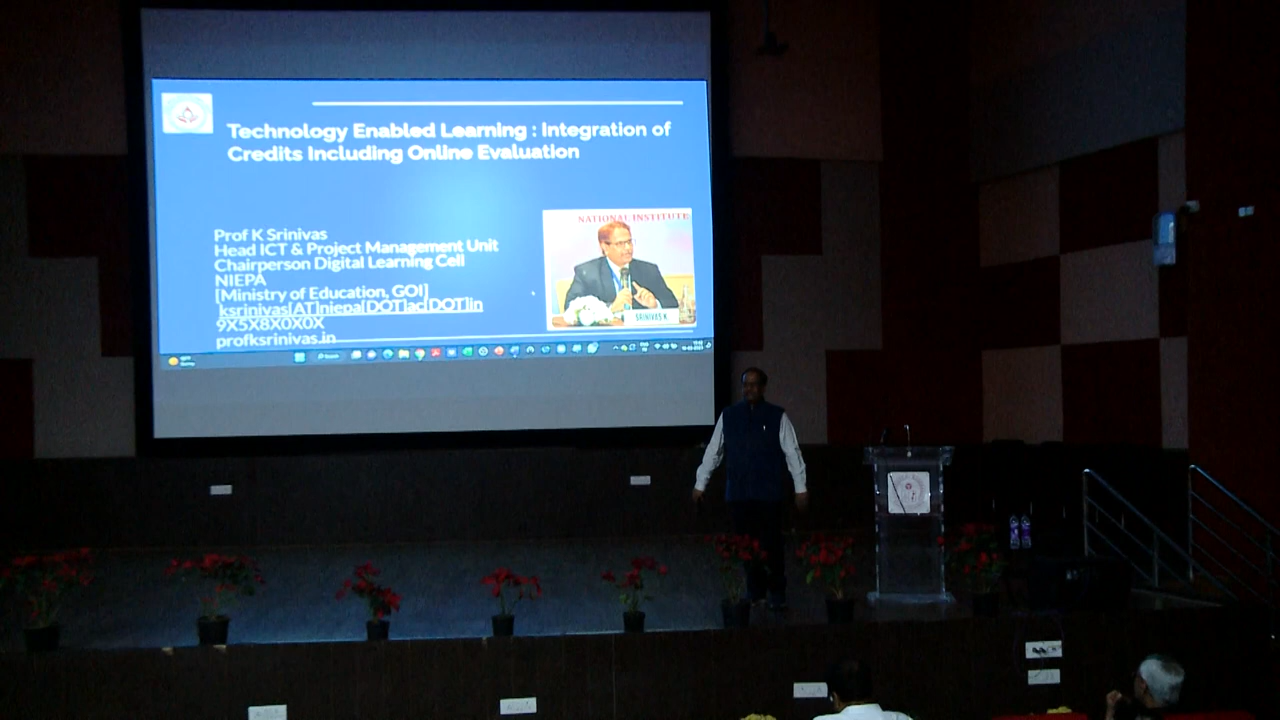 Technology Enabled Learning : Integration of
Credits Including Online Evaluation
Prof K Srinivas
Head ICT & Project Management Unit
Chairperson Digital Learning Cell
NIEPA
[Ministry of Education, GOI]
ksrinivas[AT]niepa[DOT]ac[DOT]in
9X5X8X0X0X
profksrinivas.in
NATIONAL INSTITUTE
SRINIVAS K.